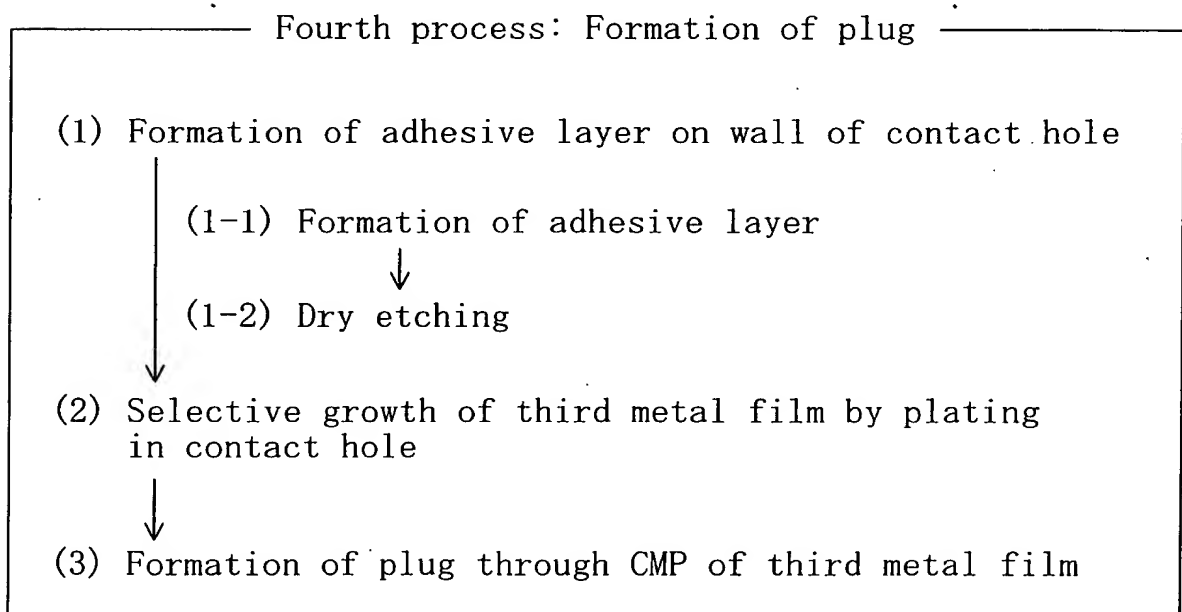 Fourth process: Formation of plug
(1) Formation of adhesive layer on wall of contact hole
(1-1) Formation of adhesive layer
(1-2) Dry etching
(2) Selective growth of third metal film by plating
in contact hole
(3) Formation of plug through CMP of third metal film